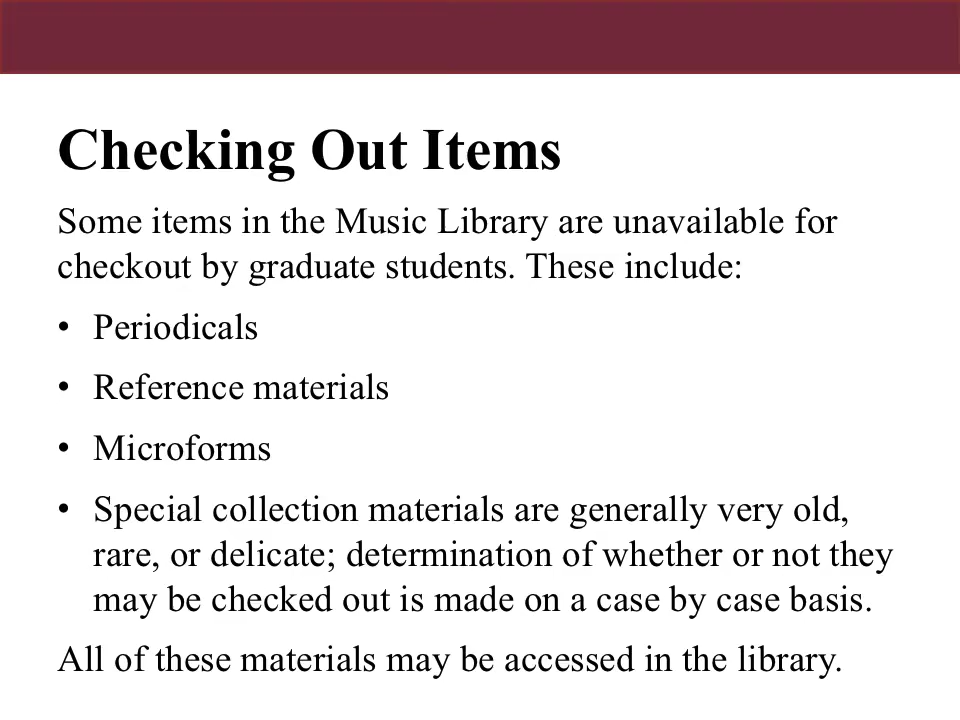 Checking Out Items
Some items in the Music Library are unavailable for
checkout by graduate students. These include:
• Periodicals
• Reference materials
• Microforms
• Special collection materials are generally very old,
rare, or delicate; determination of whether or not they
may be checked out is made on a case by case basis.
All of these materials may be accessed in the library.